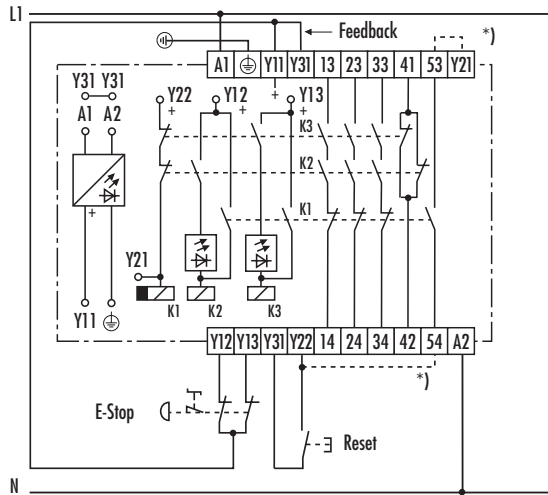 L1
Feedback
*)
A1 Y11 Y31 13 23 33 41 53 Y21
Y31 Y31
A1 A2
Y22 + Y12 + Y13 +
K3
K2
K1
+
Y21
K1 K2 K3
Y11
Y12 Y13 Y31 Y22 14 24 34 42 54 A2
*)
E-Stop
Reset
N